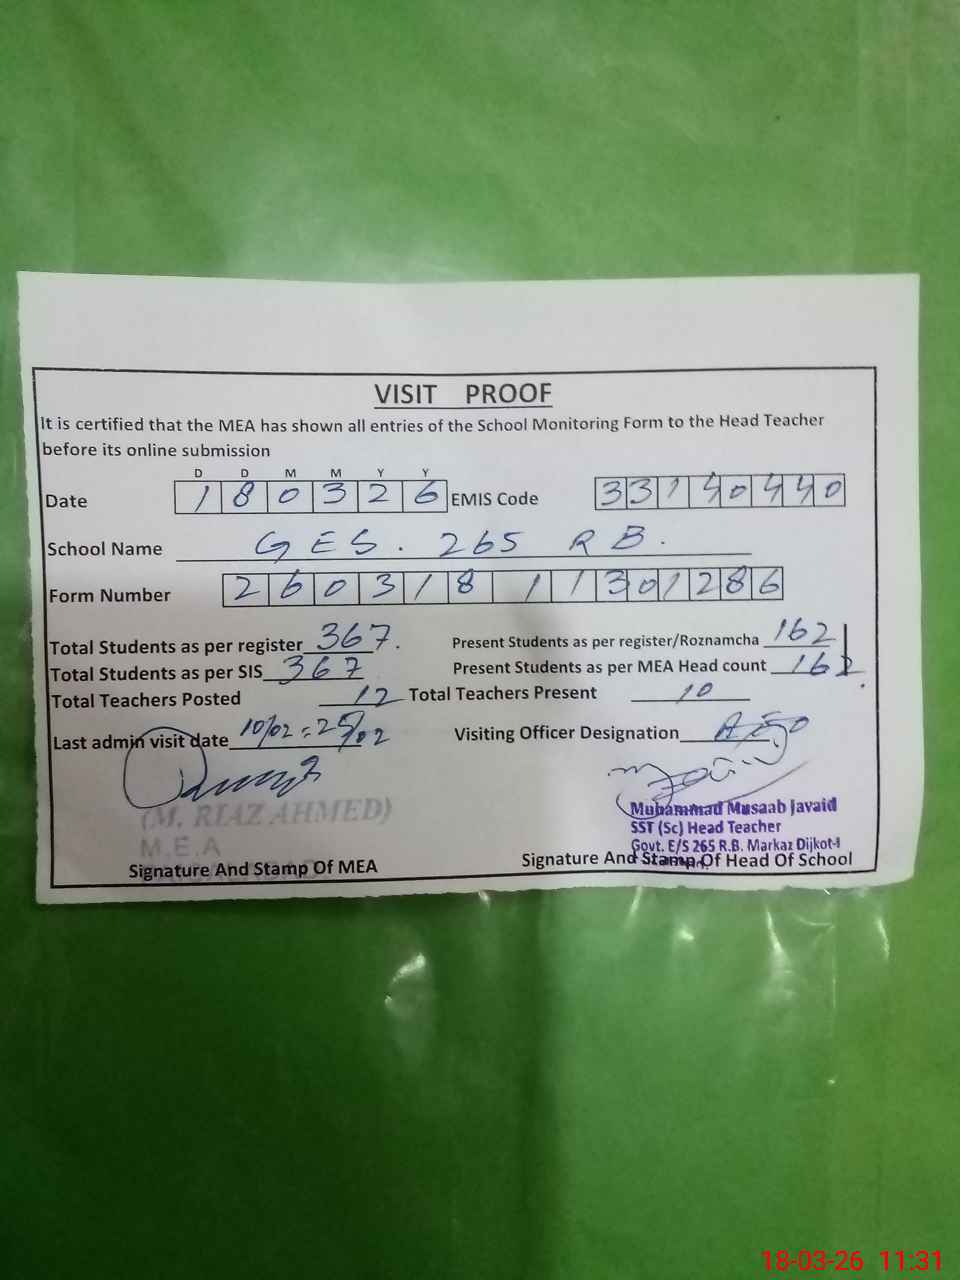 VISIT PROOF
It is certified that the MEA has shown all entries of the School Monitoring Form to the Head Teacher
before its online submission
D D M M Y Y
Date 1 8 0 3 2 6 EMIS Code 3 3 1 4 0 4 4 0
School Name GES. 265 RB.
Form Number 2 6 0 3 1 8 1 1 3 0 1 2 8 6
Total Students as per register 367. Present Students as per register/Roznamcha 162
Total Students as per SIS 367 Present Students as per MEA Head count 162
Total Teachers Posted 12 Total Teachers Present 10
Last admin visit date 10/02 = 25/02 Visiting Officer Designation AEO
(M. RIAZ AHMED)
M.E.A
Muhammad Musaab Javaid
SST (Sc) Head Teacher
Govt. E/S 265 R.B. Markaz Dijkot-I
Signature And Stamp Of MEA Signature And Stamp Of Head Of School
18-03-26 11:31